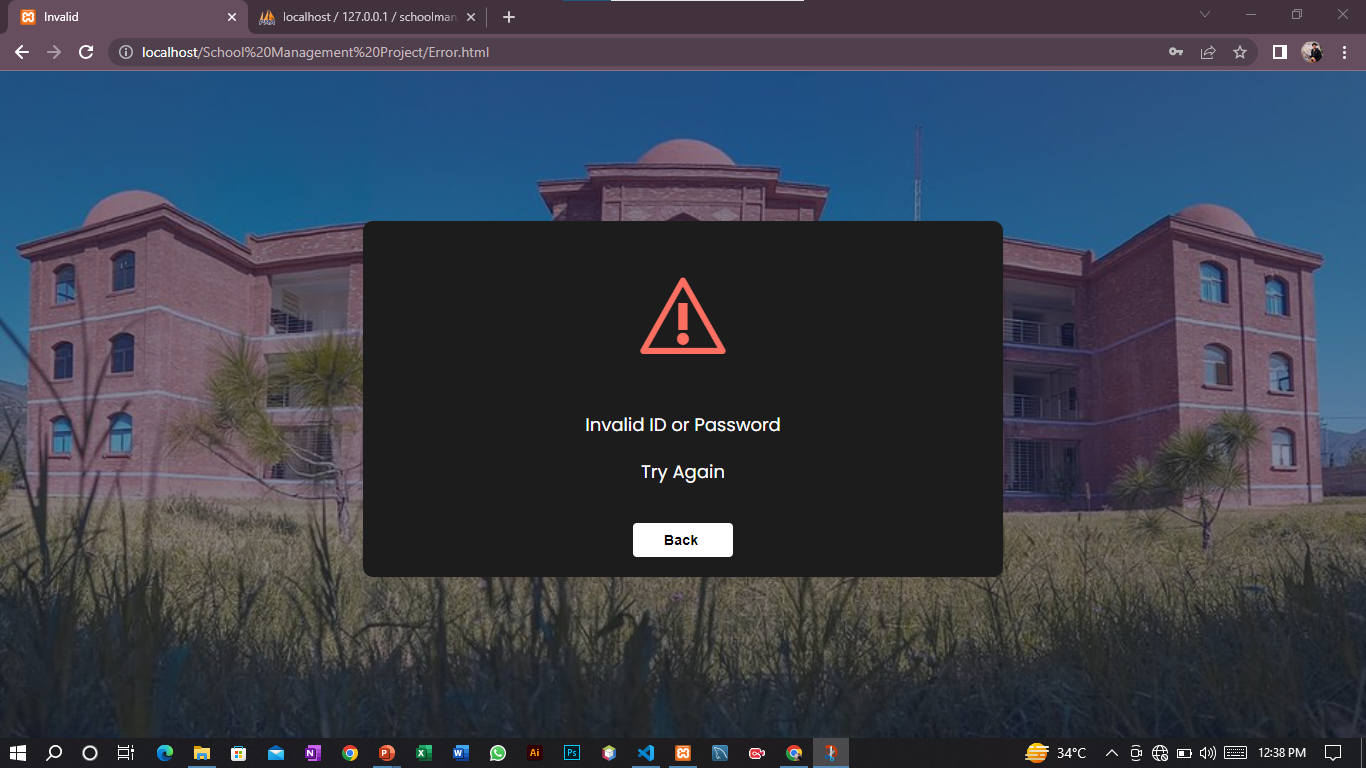 Invalid
localhost / 127.0.0.1 / schoolman
localhost/School%20Management%20Project/Error.html
Invalid ID or Password
Try Again
Back
34°C
12:38 PM